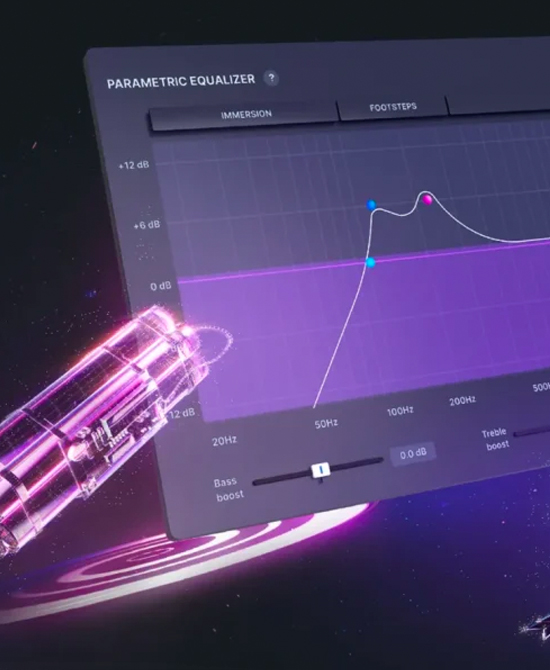 PARAMETRIC EQUALIZER ?
IMMERSION FOOTSTEPS
+12 dB
+6 dB
0 dB
12 dB
20Hz 50Hz 100Hz 200Hz
Bass boost 0.0 dB Treble boost